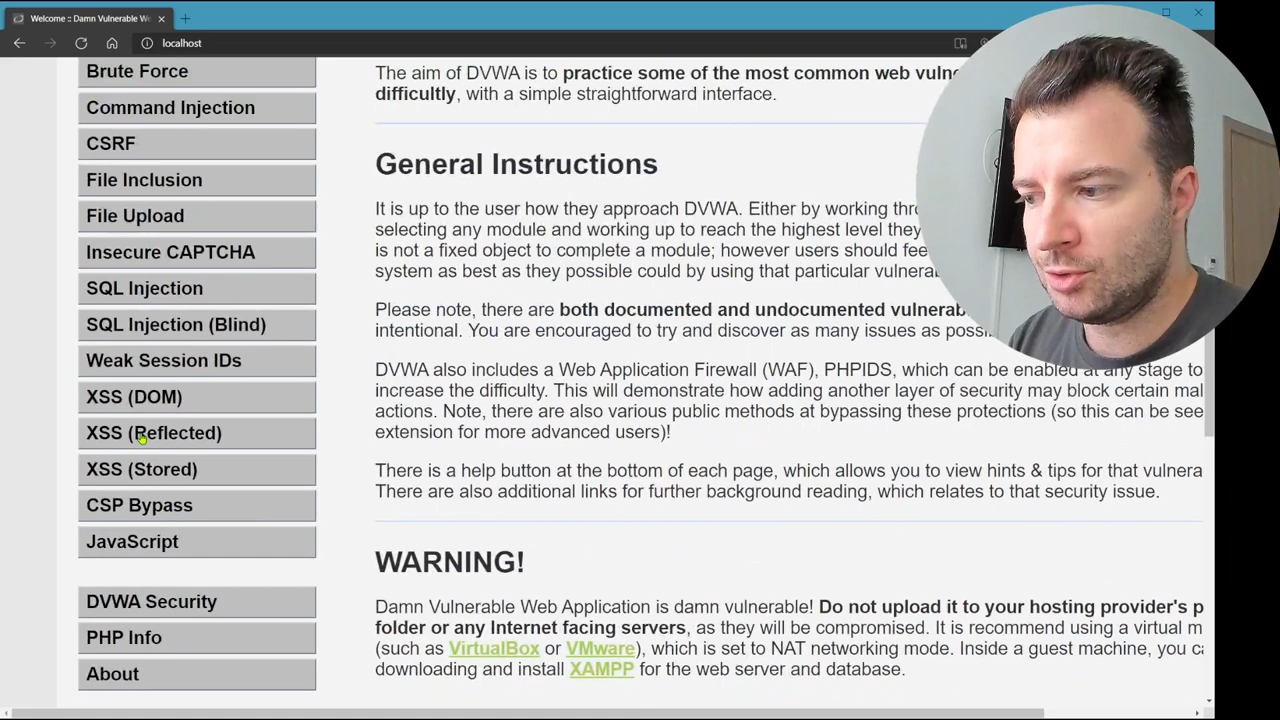 Welcome :: Damn Vulnerable We
localhost
Brute Force
Command Injection
CSRF
File Inclusion
File Upload
Insecure CAPTCHA
SQL Injection
SQL Injection (Blind)
Weak Session IDs
XSS (DOM)
XSS (Reflected)
XSS (Stored)
CSP Bypass
JavaScript
DVWA Security
PHP Info
About
The aim of DVWA is to practice some of the most common web vulne
difficultly, with a simple straightforward interface.
General Instructions
It is up to the user how they approach DVWA. Either by working thro
selecting any module and working up to reach the highest level they
is not a fixed object to complete a module; however users should fee
system as best as they possible could by using that particular vulnera
Please note, there are both documented and undocumented vulnerab
intentional. You are encouraged to try and discover as many issues as possi
DVWA also includes a Web Application Firewall (WAF), PHPIDS, which can be enabled at any stage to
increase the difficulty. This will demonstrate how adding another layer of security may block certain mal
actions. Note, there are also various public methods at bypassing these protections (so this can be see
extension for more advanced users)!
There is a help button at the bottom of each page, which allows you to view hints & tips for that vulnera
There are also additional links for further background reading, which relates to that security issue.
WARNING!
Damn Vulnerable Web Application is damn vulnerable! Do not upload it to your hosting provider's p
folder or any Internet facing servers, as they will be compromised. It is recommend using a virtual m
(such as VirtualBox or VMware), which is set to NAT networking mode. Inside a guest machine, you ca
downloading and install XAMPP for the web server and database.